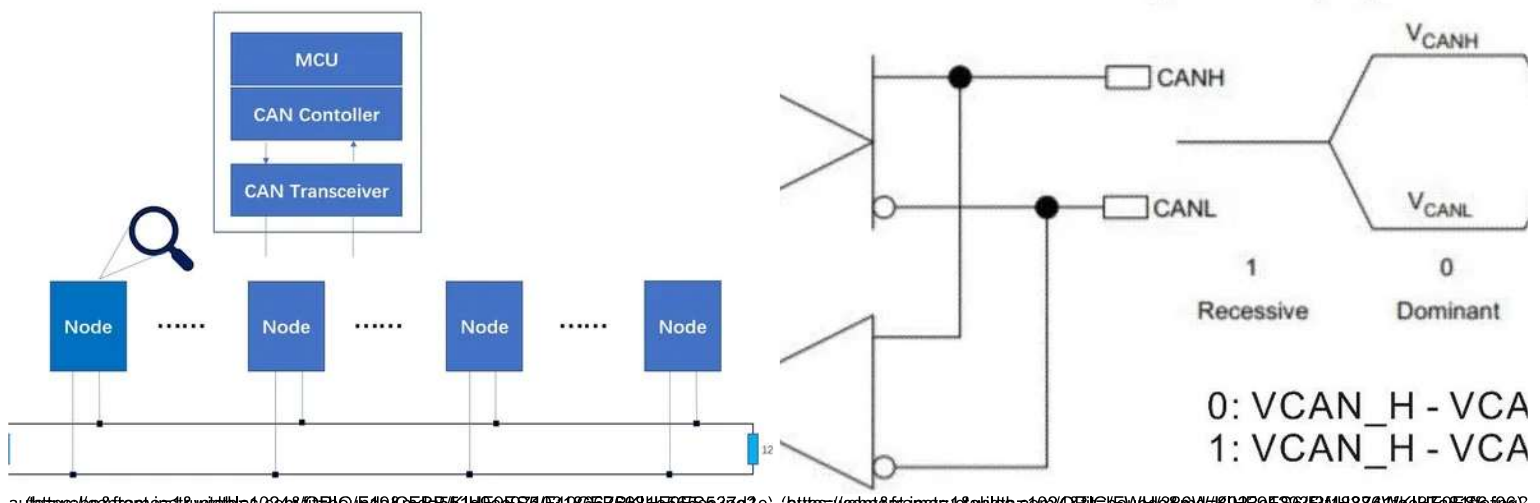 MCU
CAN Contoller
CAN Transceiver
Node ...... Node ...... Node ...... Node
12
CANH
CANL
VCANH
VCANL
1 0
Recessive Dominant
0: VCAN_H - VCA
1: VCAN_H - VCA